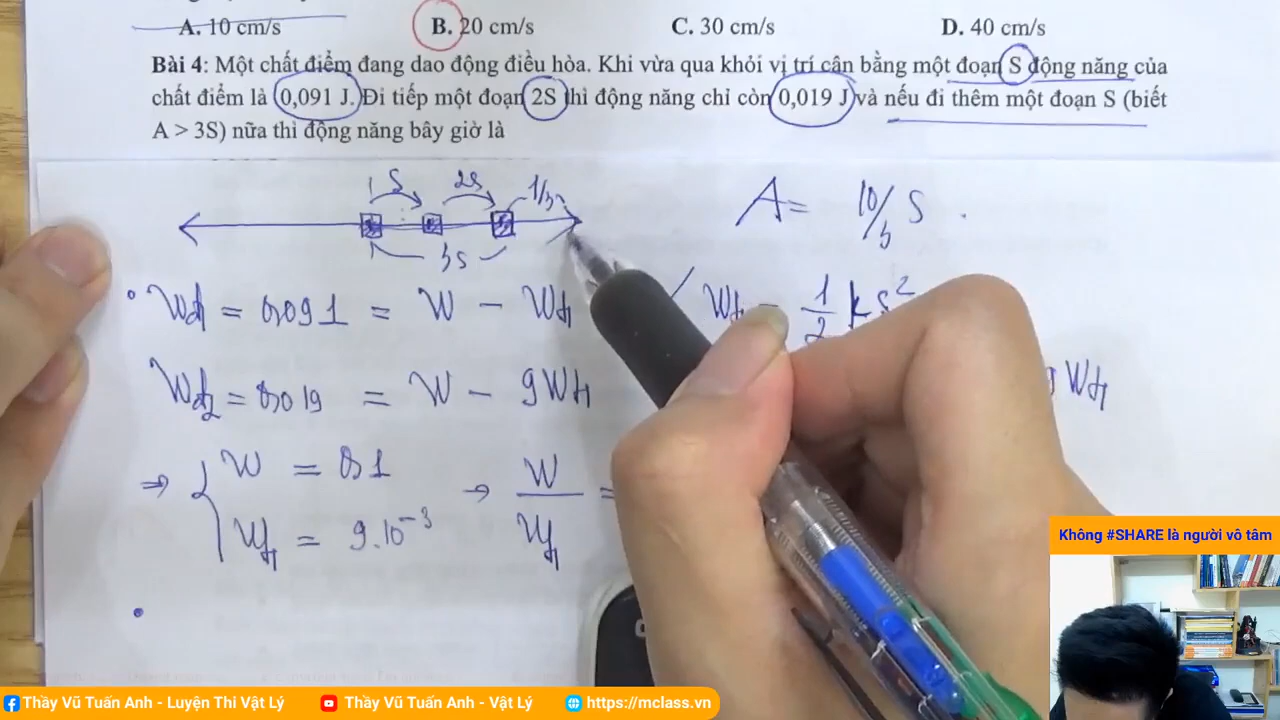 A. 10 cm/s B. 20 cm/s C. 30 cm/s D. 40 cm/s
Bài 4: Một chất điểm đang dao động điều hòa. Khi vừa qua khỏi vị trí cân bằng một đoạn S động năng của
chất điểm là 0,091 J. Đi tiếp một đoạn 2S thì động năng chỉ còn 0,019 J và nếu đi thêm một đoạn S (biết
A > 3S) nữa thì động năng bây giờ là
S 2S 1/3
3S
A = 10/3 S.
Wđ1 = 0,091 = W - Wt1
Wt1 = 1/2 kS²
Wđ2 = 0,019 = W - 9Wt1
Wt1
=> { W = 0,1 → W =
Wt1 = 9.10⁻³ Wt1
Không #SHARE là người vô tâm
Thầy Vũ Tuấn Anh - Luyện Thi Vật Lý Thầy Vũ Tuấn Anh - Vật Lý https://mclass.vn